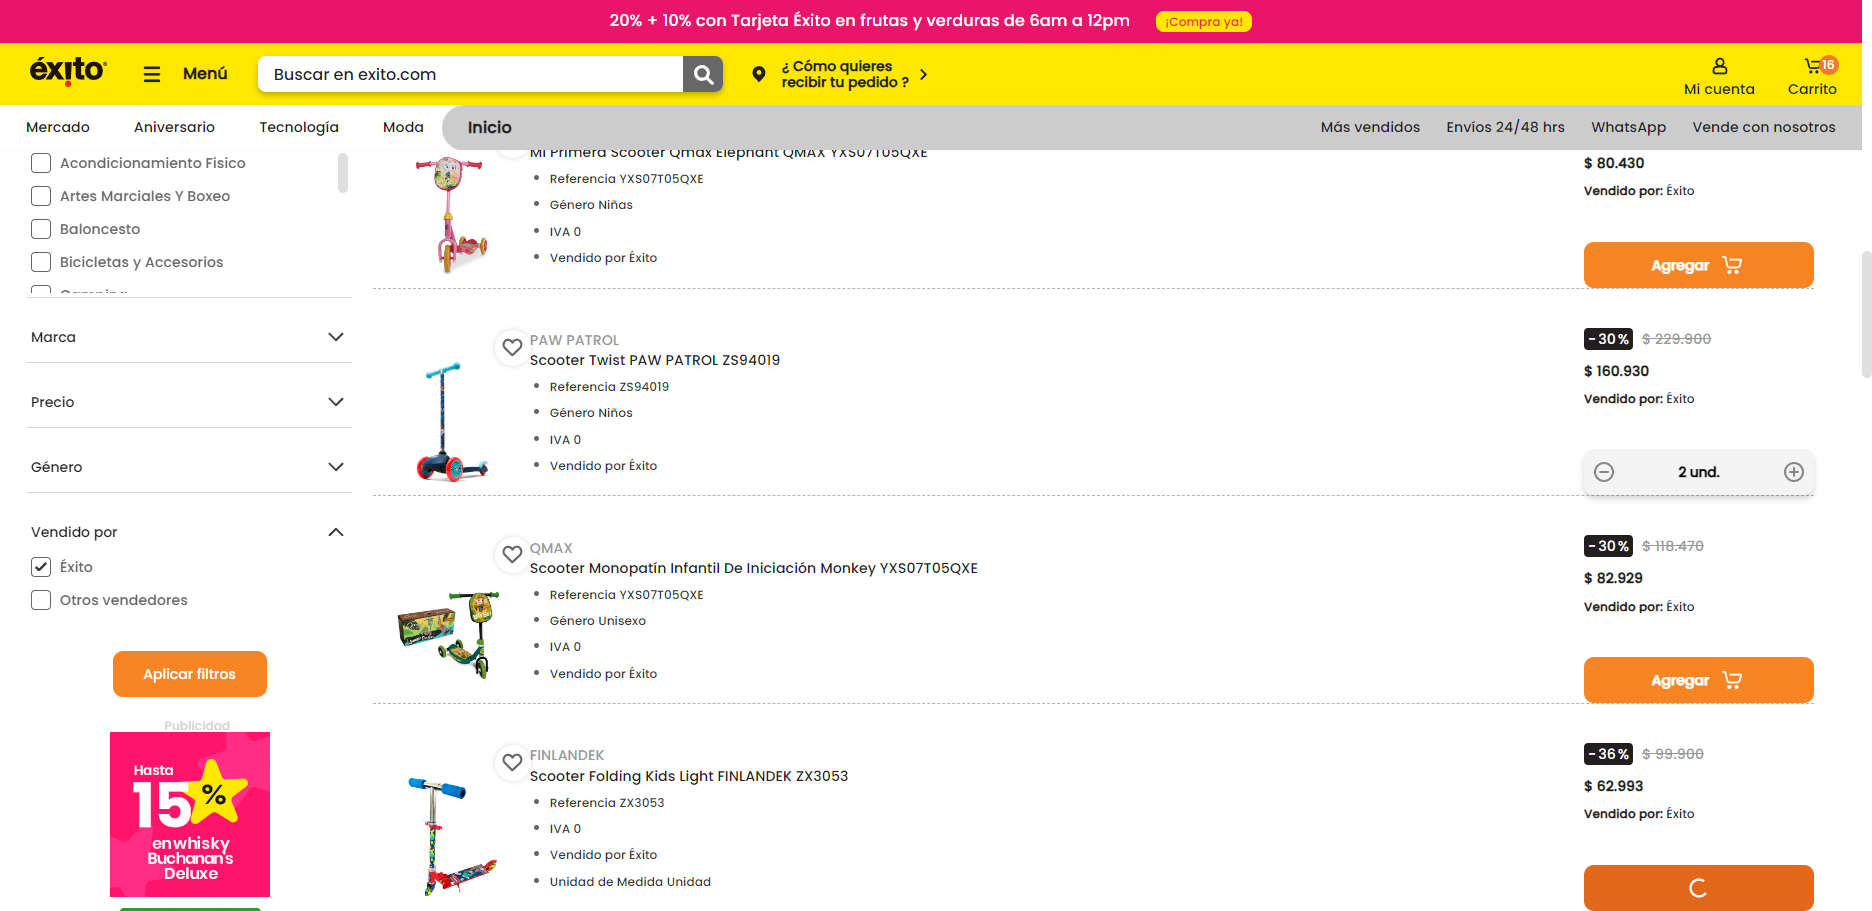 20% + 10% con Tarjeta Éxito en frutas y verduras de 6am a 12pm
¡Compra ya!
éxito
Menú
Buscar en exito.com
¿ Cómo quieres
recibir tu pedido ?
Mi cuenta
16
Carrito
Mercado
Aniversario
Tecnología
Moda
Inicio
Más vendidos
Envíos 24/48 hrs
WhatsApp
Vende con nosotros
Acondicionamiento Fisico
Artes Marciales Y Boxeo
Baloncesto
Bicicletas y Accesorios
Marca
Precio
Género
Vendido por
Éxito
Otros vendedores
Aplicar filtros
Publicidad
Hasta
15%
en whisky
Buchanan's
Deluxe
Mi Primera Scooter Qmax Elephant QMAX YXS07T05QXE
Referencia YXS07T05QXE
Género Niñas
IVA 0
Vendido por Éxito
$ 80.430
Vendido por: Éxito
Agregar
PAW PATROL
Scooter Twist PAW PATROL ZS94019
Referencia ZS94019
Género Niños
IVA 0
Vendido por Éxito
-30% $ 229.900
$ 160.930
Vendido por: Éxito
2 und.
QMAX
Scooter Monopatín Infantil De Iniciación Monkey YXS07T05QXE
Referencia YXS07T05QXE
Género Unisexo
IVA 0
Vendido por Éxito
-30% $ 118.470
$ 82.929
Vendido por: Éxito
Agregar
FINLANDEK
Scooter Folding Kids Light FINLANDEK ZX3053
Referencia ZX3053
IVA 0
Vendido por Éxito
Unidad de Medida Unidad
-36% $ 99.900
$ 62.993
Vendido por: Éxito